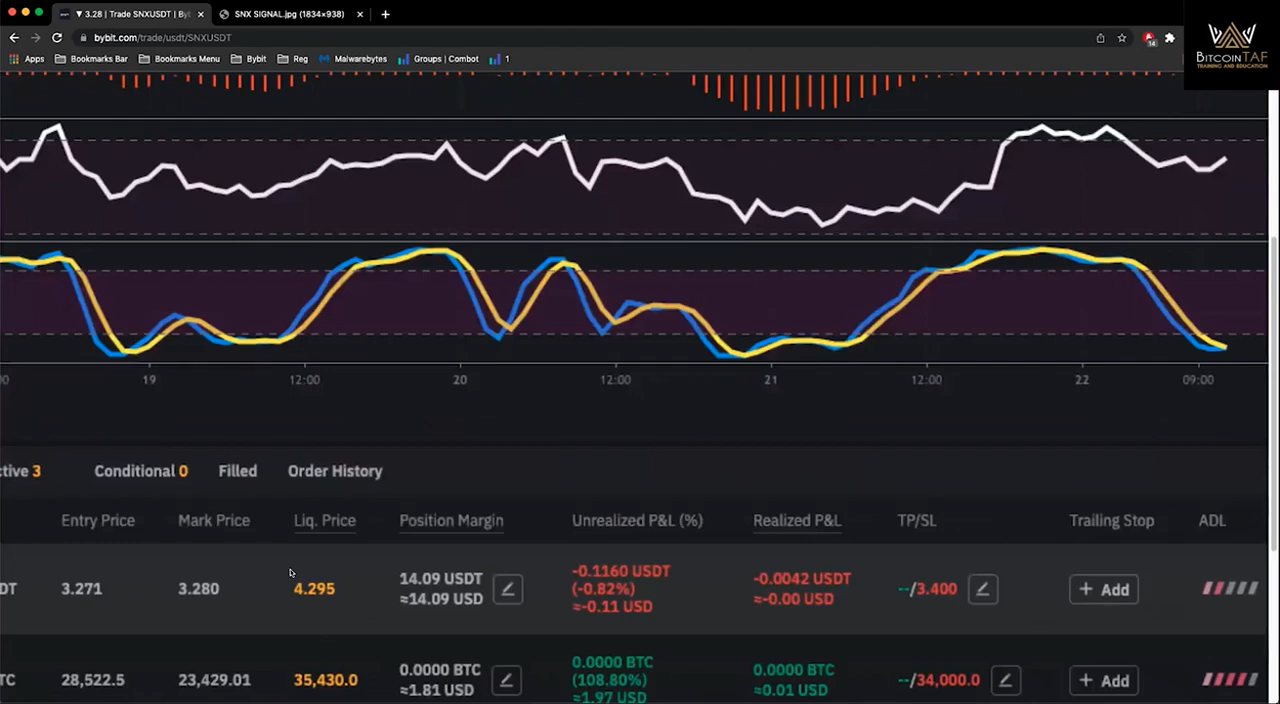 ▼ 3.28 | Trade SNXUSDT | Byb
SNX SIGNAL.jpg (1834×938)
bybit.com/trade/usdt/SNXUSDT
14
Apps Bookmarks Bar Bookmarks Menu Bybit Reg Malwarebytes Groups | Combot 1
BITCOINTAF
TRAINING AND EDUCATION
19 12:00 20 12:00 21 12:00 22 09:00
ctive 3 Conditional 0 Filled Order History
Entry Price Mark Price Liq. Price Position Margin Unrealized P&L (%) Realized P&L TP/SL Trailing Stop ADL
DT 3.271 3.280 4.295 14.09 USDT ≈14.09 USD -0.1160 USDT (-0.82%) ≈-0.11 USD -0.0042 USDT ≈-0.00 USD --/3.400 + Add
TC 28,522.5 23,429.01 35,430.0 0.0000 BTC ≈1.81 USD 0.0000 BTC (108.80%) ≈1.97 USD 0.0000 BTC ≈0.01 USD --/34,000.0 + Add